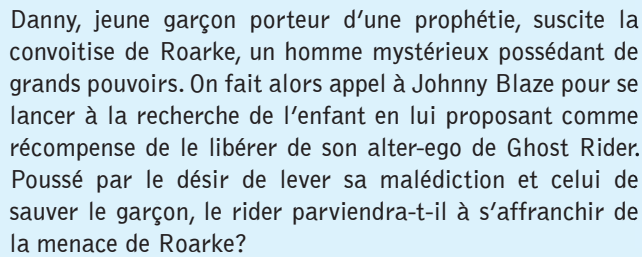 Danny, jeune garçon porteur d'une prophétie, suscite la
convoitise de Roarke, un homme mystérieux possédant de
grands pouvoirs. On fait alors appel à Johnny Blaze pour se
lancer à la recherche de l'enfant en lui proposant comme
récompense de le libérer de son alter-ego de Ghost Rider.
Poussé par le désir de lever sa malédiction et celui de
sauver le garçon, le rider parviendra-t-il à s'affranchir de
la menace de Roarke?